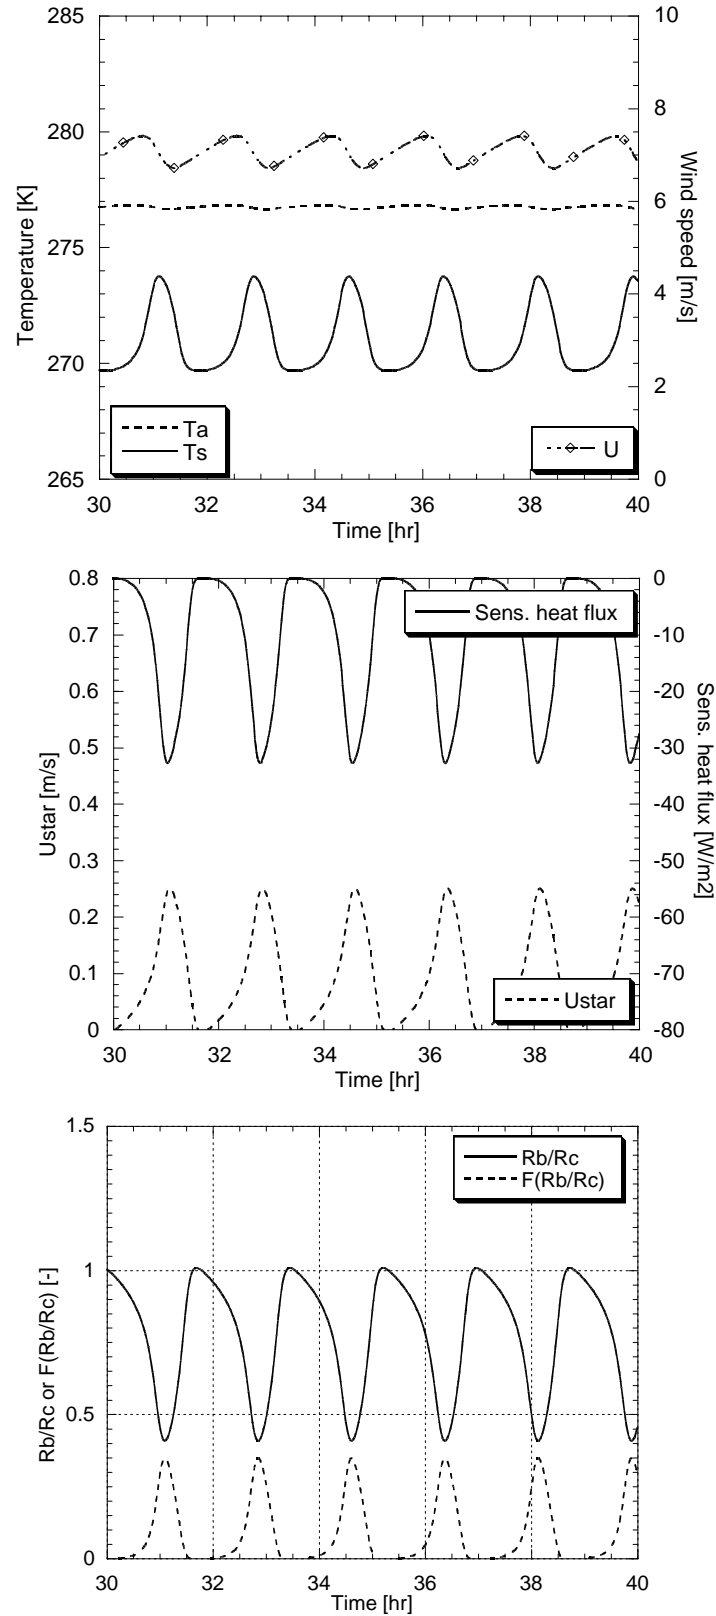 285
280
275
270
265
Temperature [K]
10
8
6
4
2
0
Wind speed [m/s]
Ta
Ts
U
30 32 34 36 38 40
Time [hr]
0.8
0.7
0.6
0.5
0.4
0.3
0.2
0.1
0
Ustar [m/s]
0
-10
-20
-30
-40
-50
-60
-70
-80
Sens. heat flux [W/m2]
Sens. heat flux
Ustar
30 32 34 36 38 40
Time [hr]
1.5
1
0.5
0
Rb/Rc or F(Rb/Rc) [-]
Rb/Rc
F(Rb/Rc)
30 32 34 36 38 40
Time [hr]